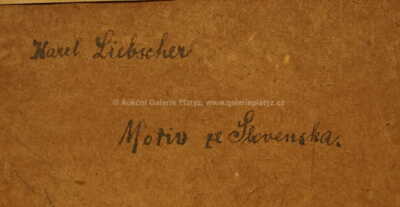 Karel Liebscher
© Aukční Galerie Platýz, www.galerieplatyz.cz
Motiv ze Slovenska.